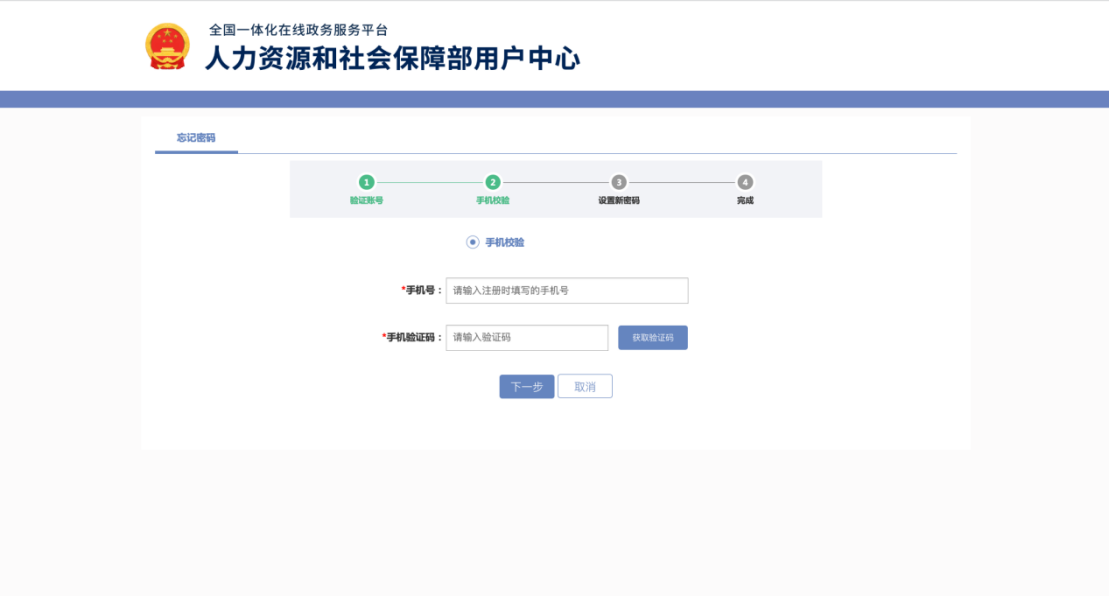 全国一体化在线政务服务平台
人力资源和社会保障部用户中心
忘记密码
1 2 3 4
验证账号 手机校验 设置新密码 完成
手机校验
*手机号： 请输入注册时填写的手机号
*手机验证码： 请输入验证码 获取验证码
下一步 取消